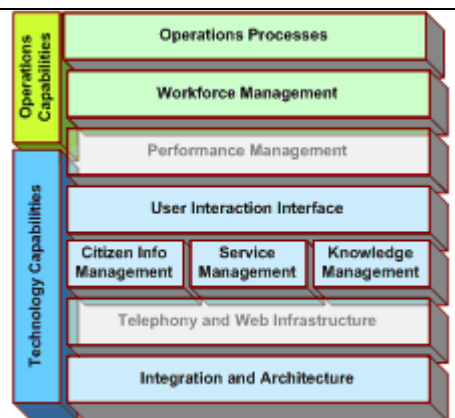 Operations
Capabilities
Operations Processes
Workforce Management
Performance Management
Technology Capabilities
User Interaction Interface
Citizen Info
Management
Service
Management
Knowledge
Management
Telephony and Web Infrastructure
Integration and Architecture